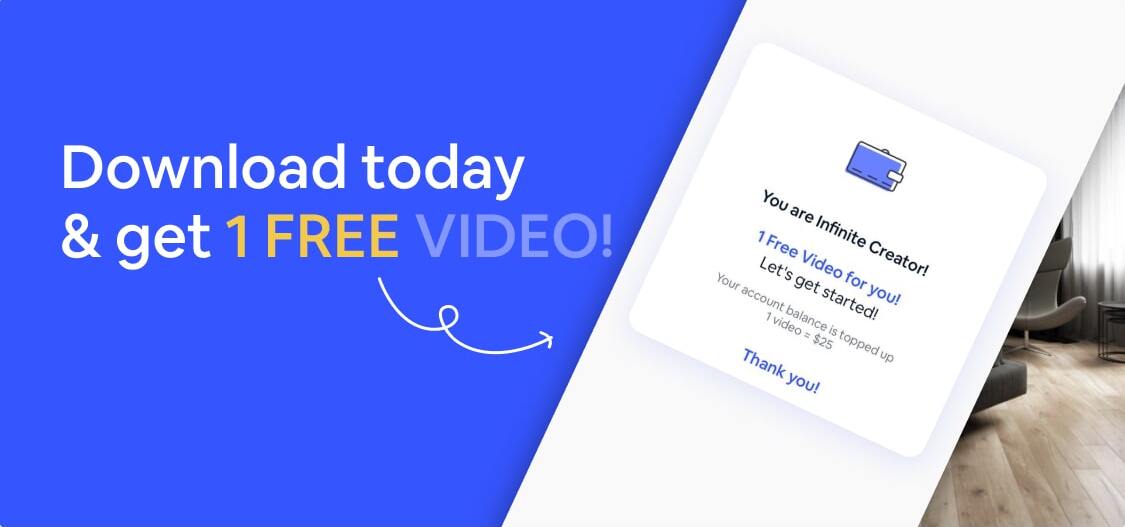 Download today
& get 1 FREE VIDEO!
You are Infinite Creator!
1 Free Video for you!
Let's get started!
Your account balance is topped up
1 video = $25
Thank you!